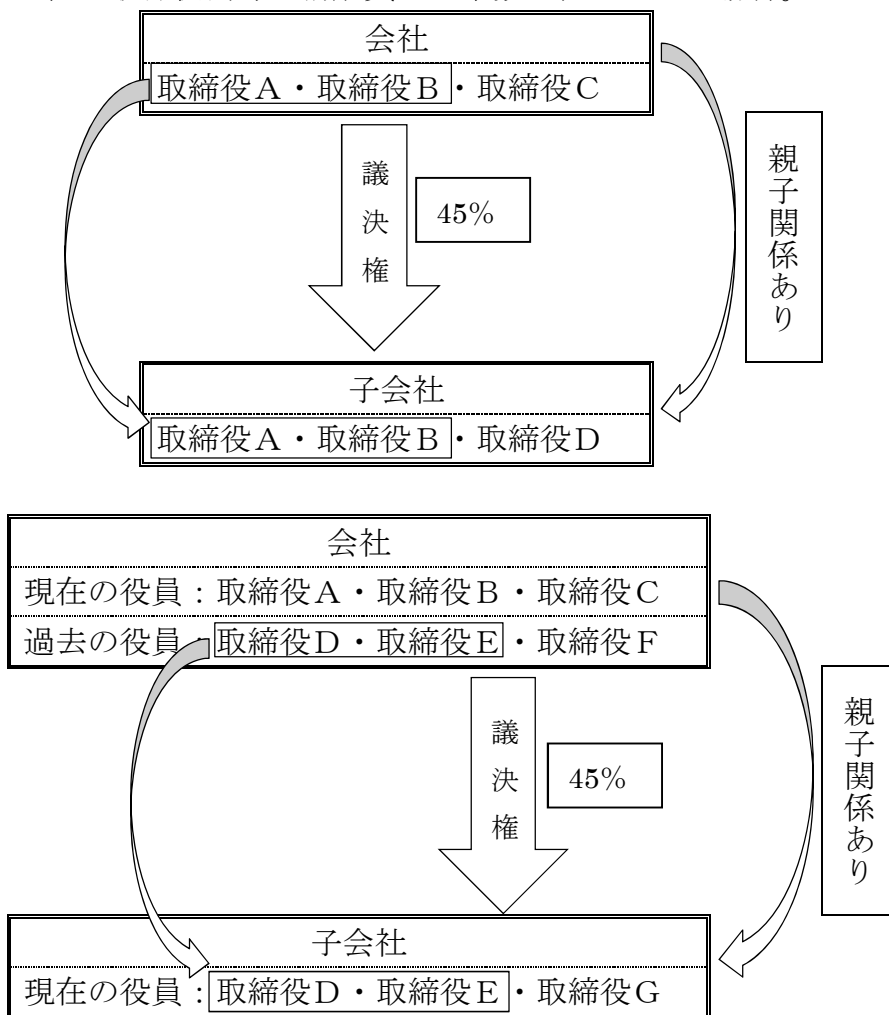 会社
取締役A・取締役B・取締役C
議決権
45%
親子関係あり
子会社
取締役A・取締役B・取締役D
会社
現在の役員:取締役A・取締役B・取締役C
過去の役員:取締役D・取締役E・取締役F
議決権
45%
親子関係あり
子会社
現在の役員:取締役D・取締役E・取締役G